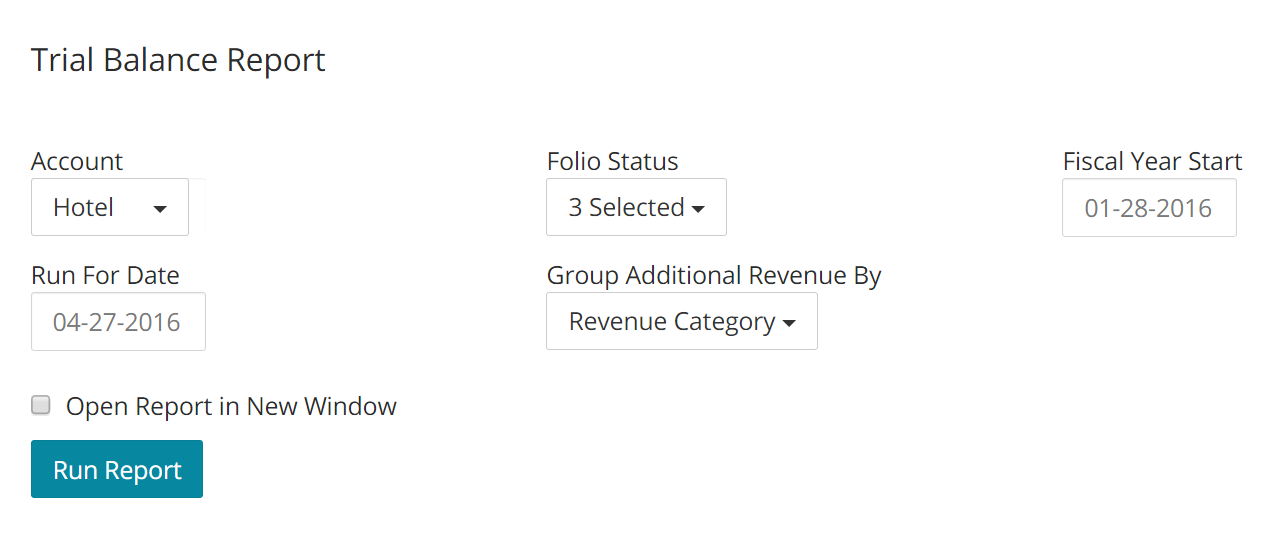 Trial Balance Report
Account
Folio Status
Fiscal Year Start
Hotel
3 Selected
01-28-2016
Run For Date
Group Additional Revenue By
04-27-2016
Revenue Category
Open Report in New Window
Run Report